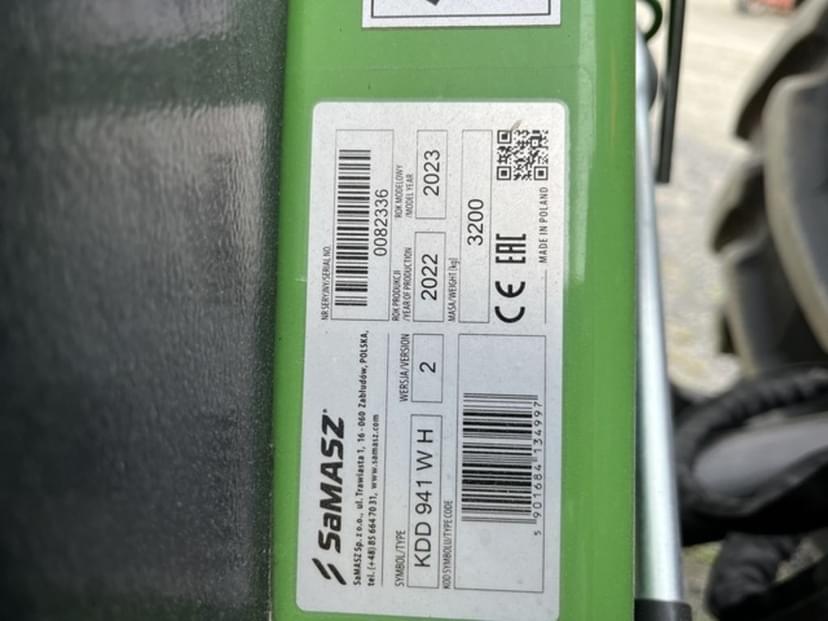 SaMASZ
SaMASZ Sp. z o.o., ul. Trawiasta 1, 16 - 060 Zabłudów, POLSKA,
tel. (+48) 85 664 70 31, www.samasz.com
SYMBOL/TYPE
KDD 941 W H
WERSJA/VERSION
2
KOD SYMBOLU/TYPE CODE
5 901684 134997
NR SERYJNY/SERIAL NO.
0082336
ROK PRODUKCJI
/YEAR OF PRODUCTION
2022
ROK MODELOWY
/MODEL YEAR
2023
MASA/WEIGHT [kg]
3200
CE EAC
MADE IN POLAND